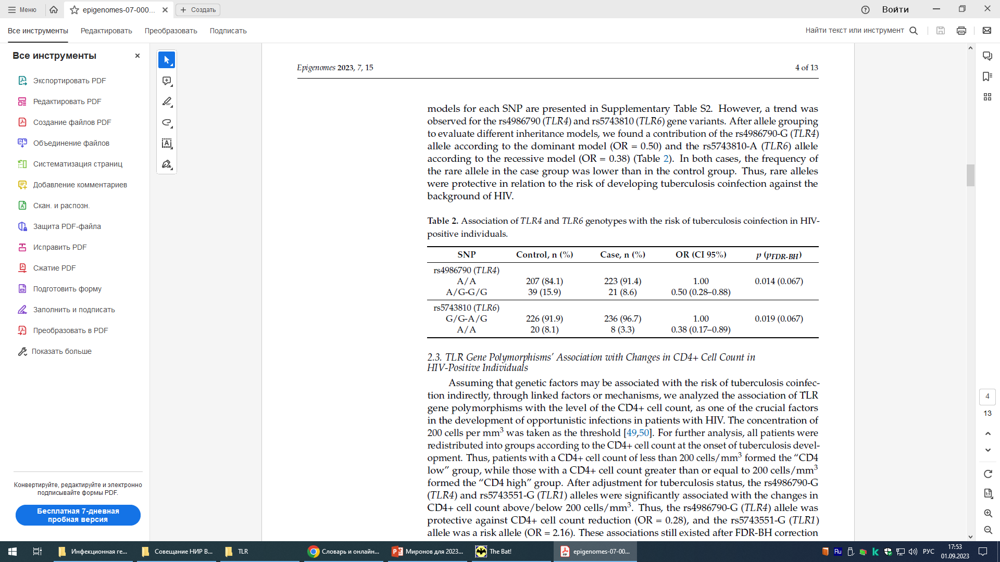 Меню
epigenomes-07-000...
Создать
Войти
Все инструменты
Редактировать
Преобразовать
Подписать
Найти текст или инструмент
Все инструменты
Экспортировать PDF
Редактировать PDF
Создание файлов PDF
Объединение файлов
Систематизация страниц
Добавление комментариев
Скан. и распозн.
Защита PDF-файла
Исправить PDF
Сжатие PDF
Подготовить форму
Заполнить и подписать
Преобразовать в PDF
Показать больше
Конвертируйте, редактируйте и электронно
подписывайте формы PDF.
Бесплатная 7-дневная
пробная версия
Epigenomes 2023, 7, 15
4 of 13
models for each SNP are presented in Supplementary Table S2. However, a trend was
observed for the rs4986790 (TLR4) and rs5743810 (TLR6) gene variants. After allele grouping
to evaluate different inheritance models, we found a contribution of the rs4986790-G (TLR4)
allele according to the dominant model (OR = 0.50) and the rs5743810-A (TLR6) allele
according to the recessive model (OR = 0.38) (Table 2). In both cases, the frequency of
the rare allele in the case group was lower than in the control group. Thus, rare alleles
were protective in relation to the risk of developing tuberculosis coinfection against the
background of HIV.
Table 2. Association of TLR4 and TLR6 genotypes with the risk of tuberculosis coinfection in HIV-
positive individuals.
SNP Control, n (%) Case, n (%) OR (CI 95%) p (pFDR-BH)
rs4986790 (TLR4)
A/A 207 (84.1) 223 (91.4) 1.00 0.014 (0.067)
A/G-G/G 39 (15.9) 21 (8.6) 0.50 (0.28–0.88)
rs5743810 (TLR6)
G/G-A/G 226 (91.9) 236 (96.7) 1.00 0.019 (0.067)
A/A 20 (8.1) 8 (3.3) 0.38 (0.17–0.89)
2.3. TLR Gene Polymorphisms’ Association with Changes in CD4+ Cell Count in
HIV-Positive Individuals
Assuming that genetic factors may be associated with the risk of tuberculosis coinfec-
tion indirectly, through linked factors or mechanisms, we analyzed the association of TLR
gene polymorphisms with the level of the CD4+ cell count, as one of the crucial factors
in the development of opportunistic infections in patients with HIV. The concentration of
200 cells per mm3 was taken as the threshold [49,50]. For further analysis, all patients were
redistributed into groups according to the CD4+ cell count at the onset of tuberculosis devel-
opment. Thus, patients with a CD4+ cell count of less than 200 cells/mm3 formed the “CD4
low” group, while those with a CD4+ cell count greater than or equal to 200 cells/mm3
formed the “CD4 high” group. After adjustment for tuberculosis status, the rs4986790-G
(TLR4) and rs5743551-G (TLR1) alleles were significantly associated with the changes in
CD4+ cell count above/below 200 cells/mm3. Thus, the rs4986790-G (TLR4) allele was
protective against CD4+ cell count reduction (OR = 0.28), and the rs5743551-G (TLR1)
allele was a risk allele (OR = 2.16). These associations still existed after FDR-BH correction
4
13
Инфекционная ге...
Совещание НИР В...
TLR
Словарь и онлайн...
Миронов для 2023...
The Bat!
epigenomes-07-00...
Ru
РУС
17:53
01.09.2023